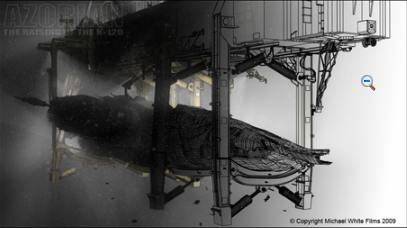 AZORIAN
THE RAISING OF THE K-129
© Copyright Michael White Films 2009